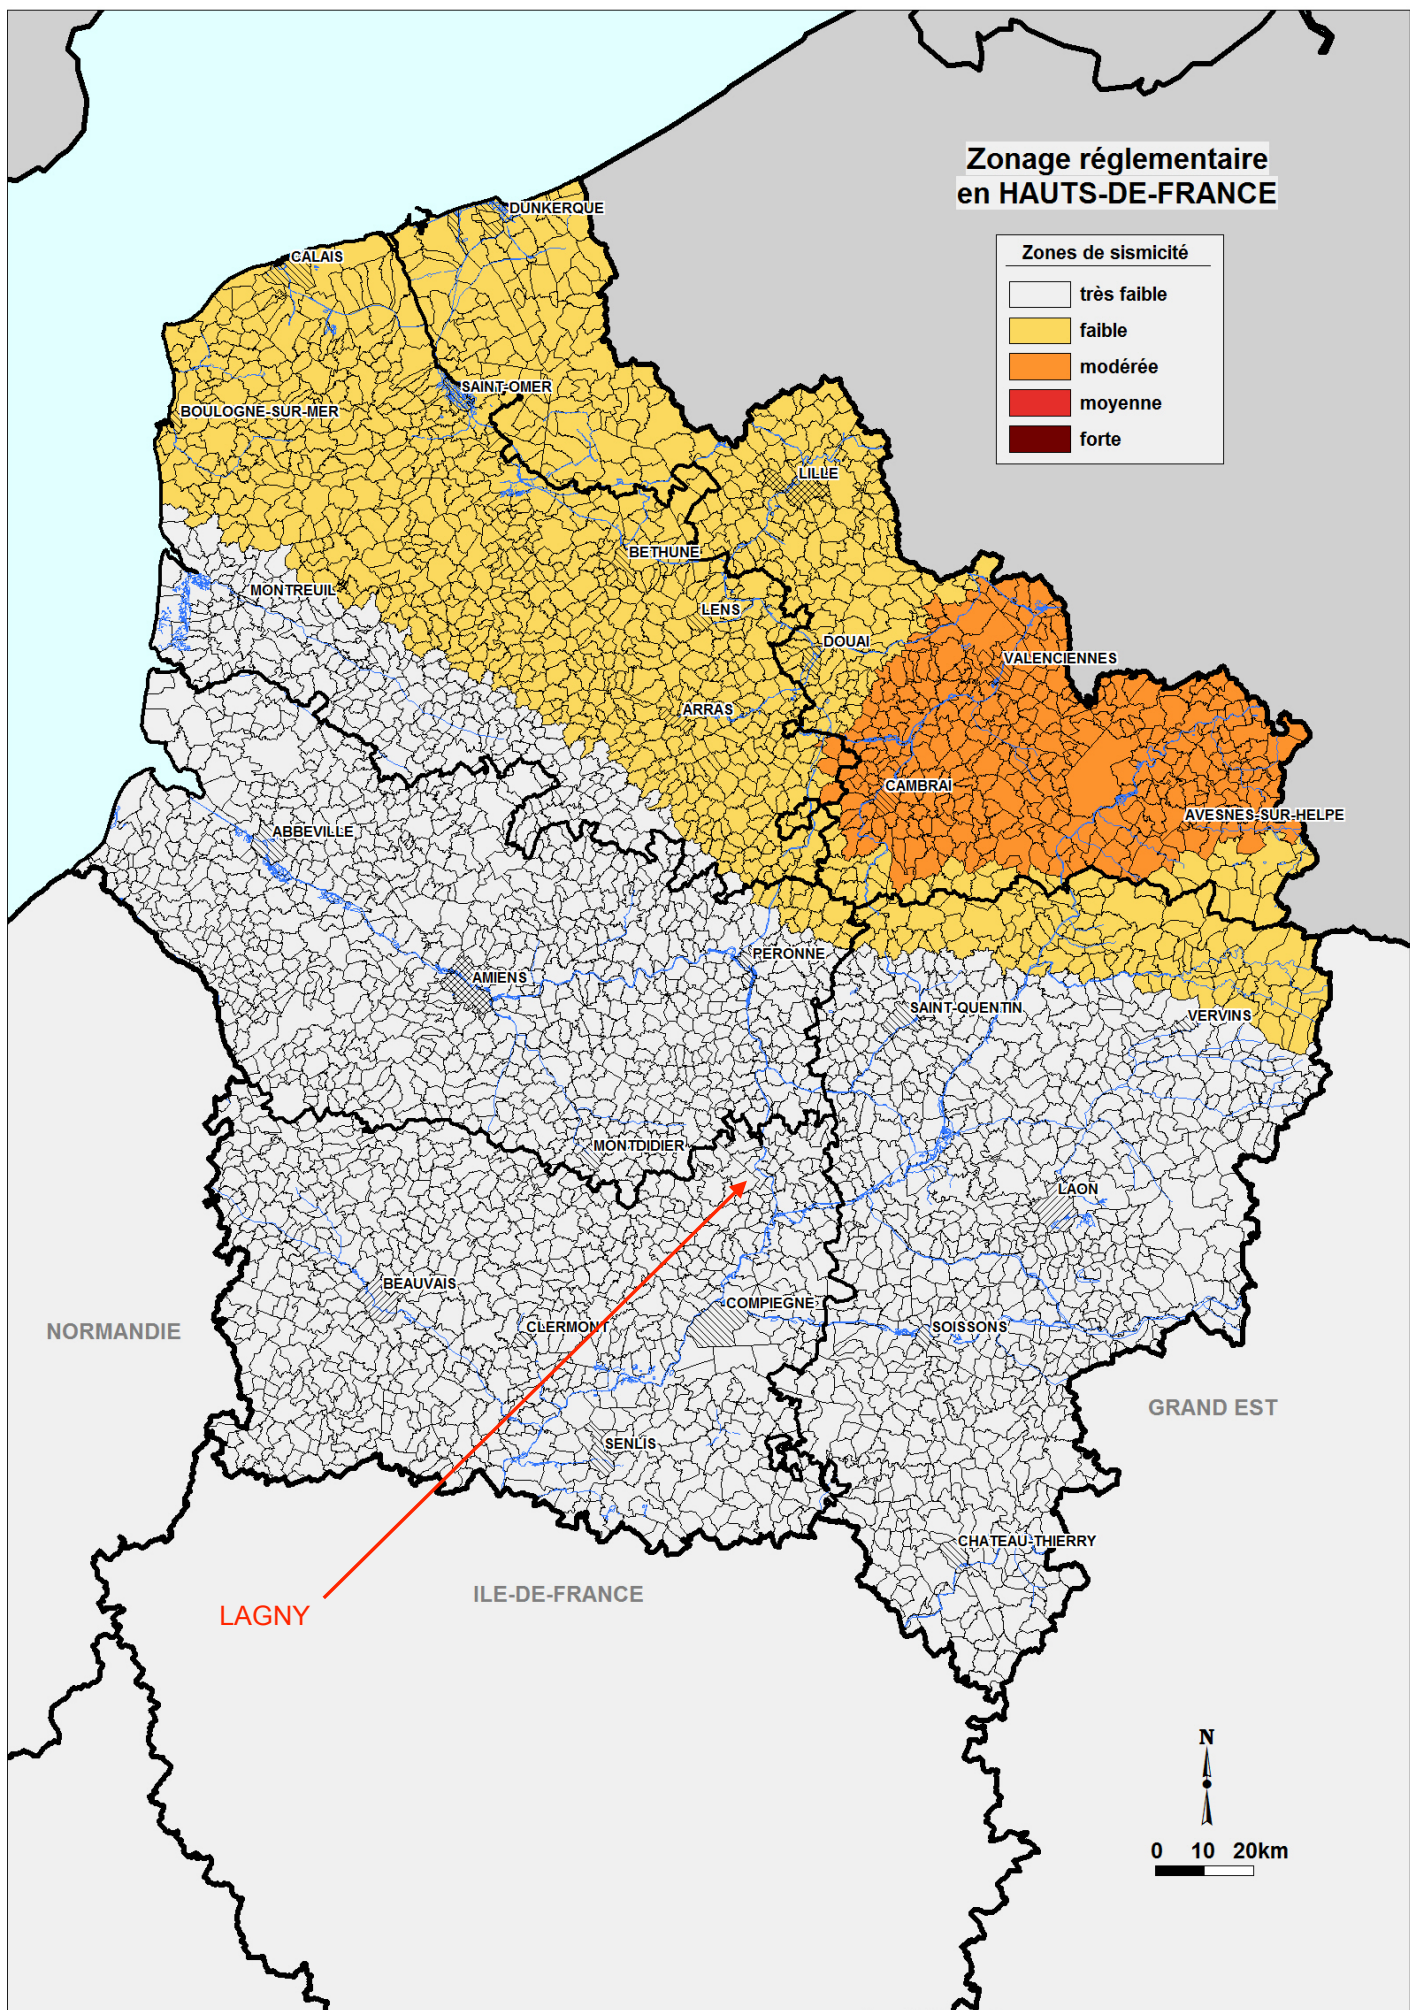 Zonage réglementaire
en HAUTS-DE-FRANCE
Zones de sismicité
très faible
faible
modérée
moyenne
forte
DUNKERQUE
CALAIS
SAINT-OMER
BOULOGNE-SUR-MER
LILLE
BETHUNE
MONTREUIL
LENS
DOUAI
VALENCIENNES
ARRAS
CAMBRAI
AVESNES-SUR-HELPE
ABBEVILLE
PERONNE
AMIENS
SAINT-QUENTIN
VERVINS
MONTDIDIER
LAON
BEAUVAIS
COMPIEGNE
CLERMONT
SOISSONS
NORMANDIE
GRAND EST
SENLIS
CHATEAU-THIERRY
ILE-DE-FRANCE
LAGNY
N
0 10 20km